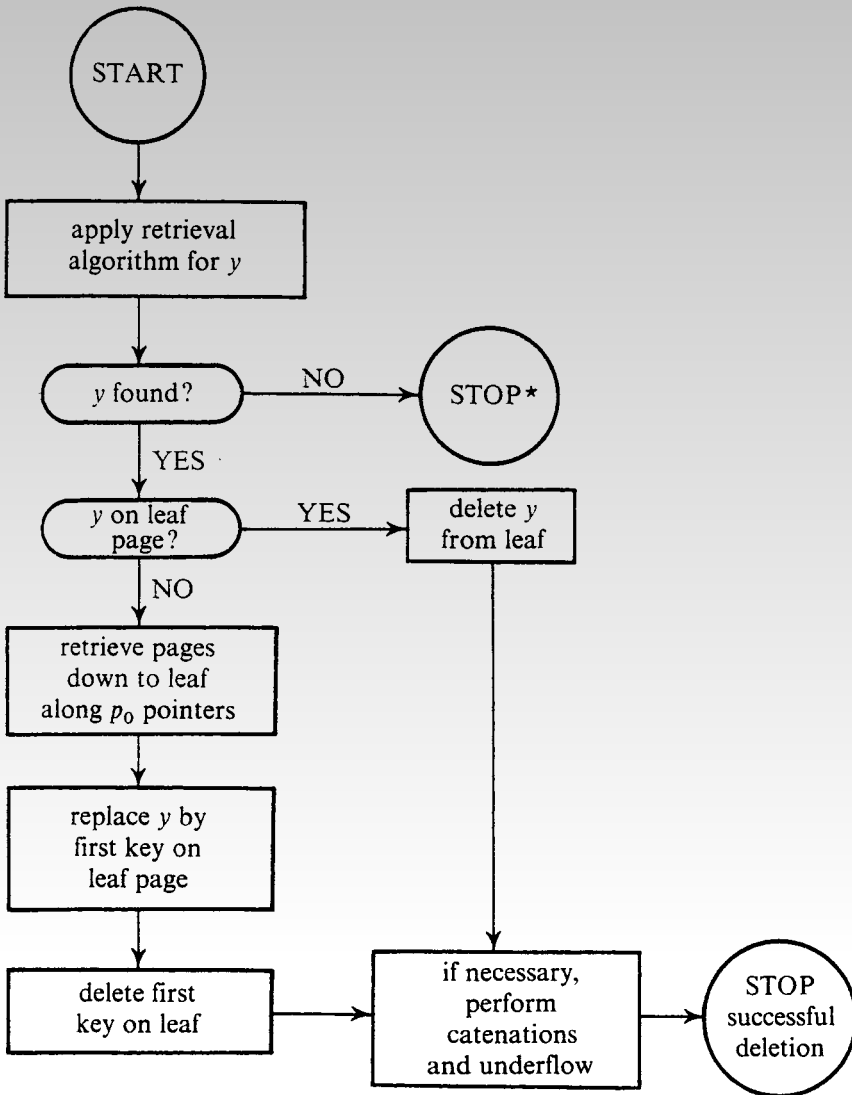 START
apply retrieval
algorithm for y
y found?
NO
STOP*
YES
y on leaf
page?
YES
delete y
from leaf
NO
retrieve pages
down to leaf
along p₀ pointers
replace y by
first key on
leaf page
delete first
key on leaf
if necessary,
perform
catenations
and underflow
STOP
successful
deletion